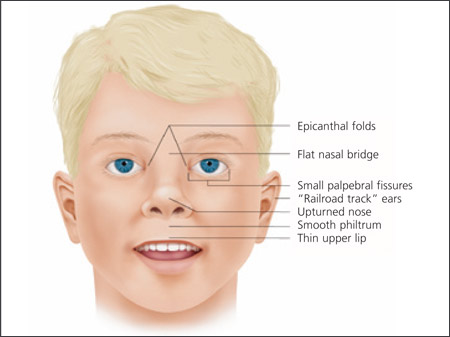 Epicanthal folds
Flat nasal bridge
Small palpebral fissures
“Railroad track” ears
Upturned nose
Smooth philtrum
Thin upper lip